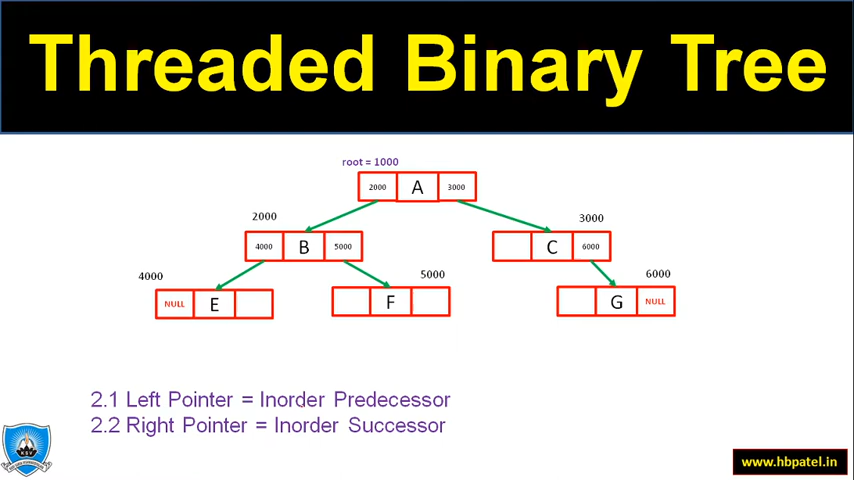 Threaded Binary Tree
root = 1000
2000 A 3000
2000
3000
4000 B 5000
C 6000
4000
5000
6000
NULL E
F
G NULL
2.1 Left Pointer = Inorder Predecessor
2.2 Right Pointer = Inorder Successor
KSV
www.hbpatel.in